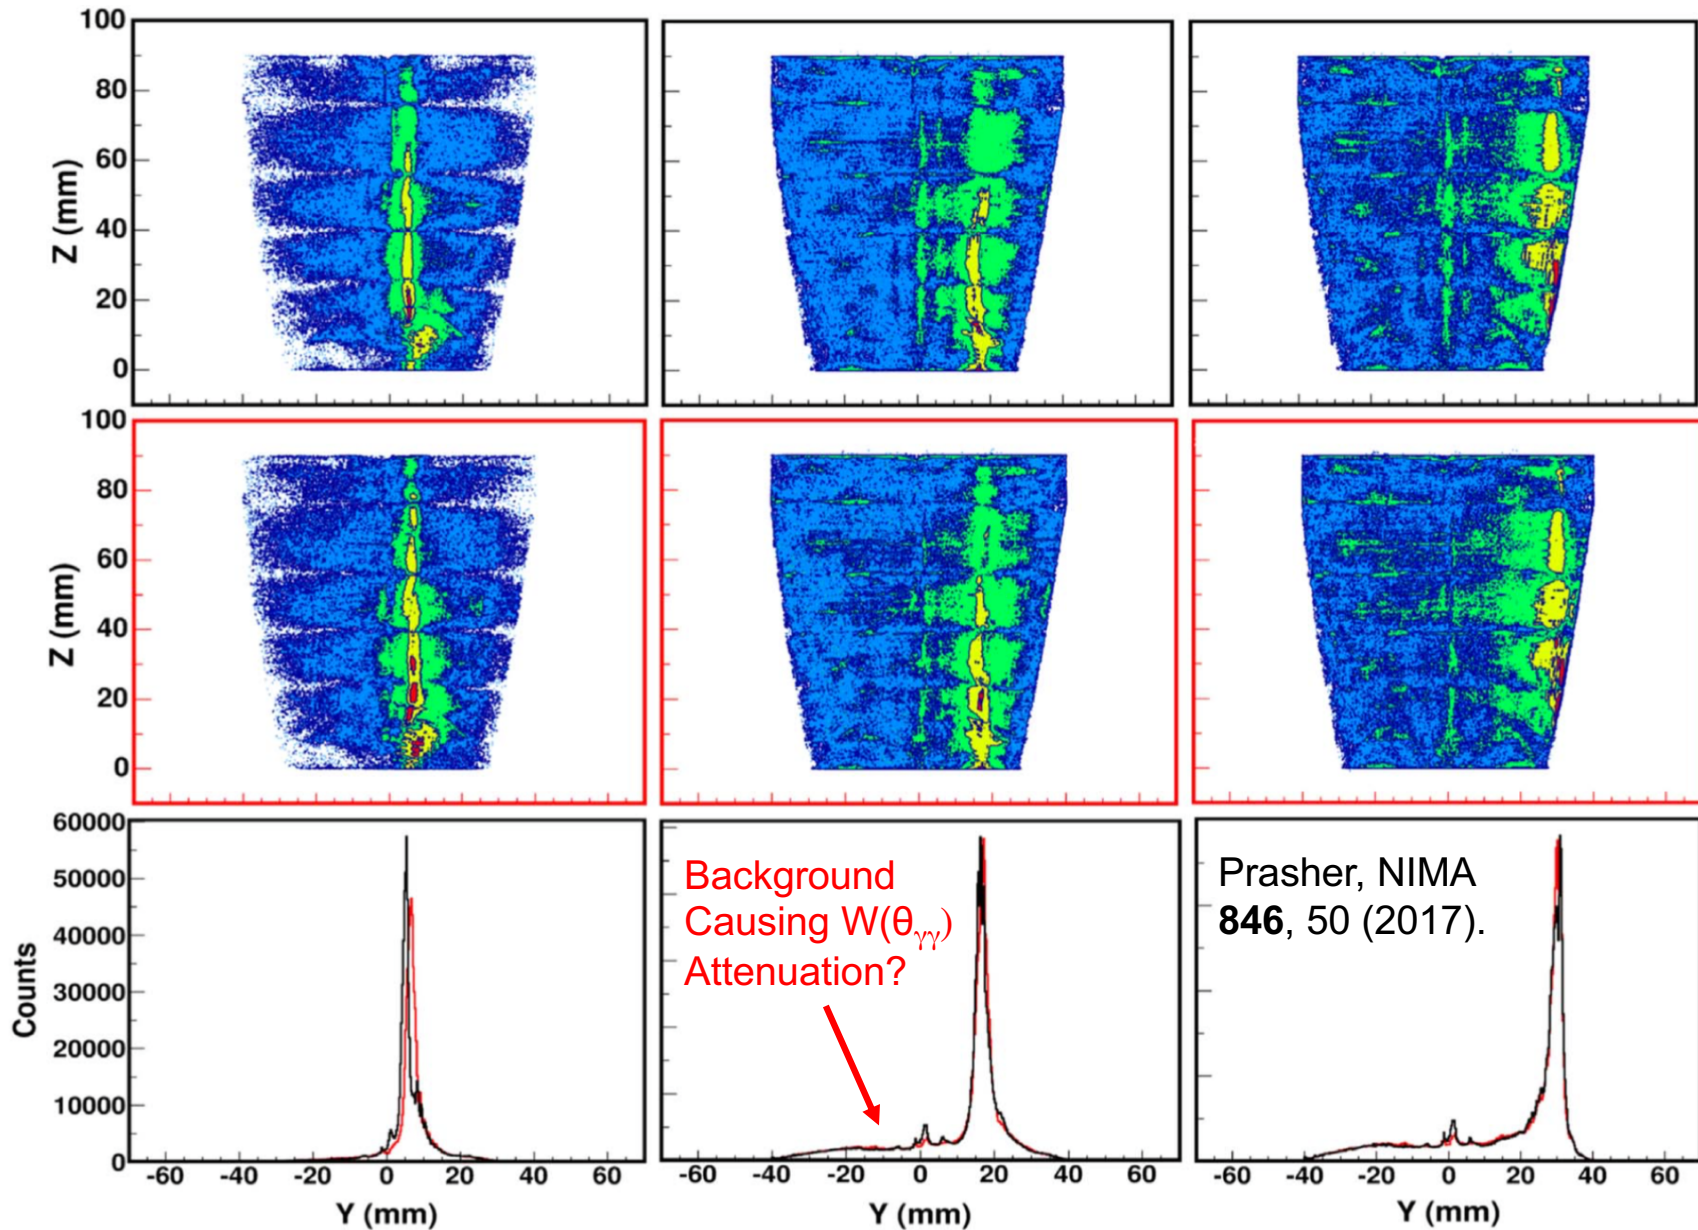 100
80
60
40
20
0
Z (mm)
100
80
60
40
20
0
Z (mm)
60000
50000
40000
30000
20000
10000
0
Counts
Background
Causing W(θγγ)
Attenuation?
Prasher, NIMA
846, 50 (2017).
-60 -40 -20 0 20 40 60
-60 -40 -20 0 20 40 60
-60 -40 -20 0 20 40 60
Y (mm)
Y (mm)
Y (mm)